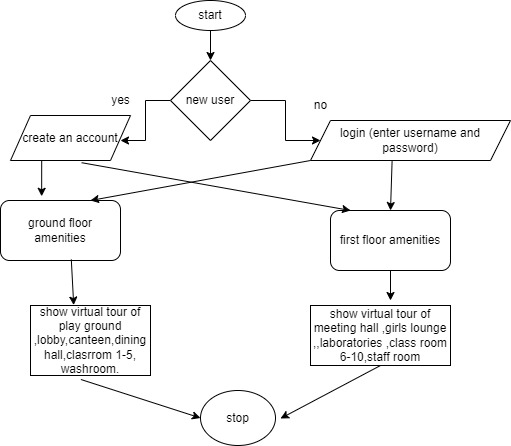 start
new user
yes
no
create an account
login (enter username and
password)
ground floor
amenities
first floor amenities
show virtual tour of
play ground
,lobby,canteen,dining
hall,clasrrom 1-5,
washroom.
show virtual tour of
meeting hall ,girls lounge
,,laboratories ,class room
6-10,staff room
stop